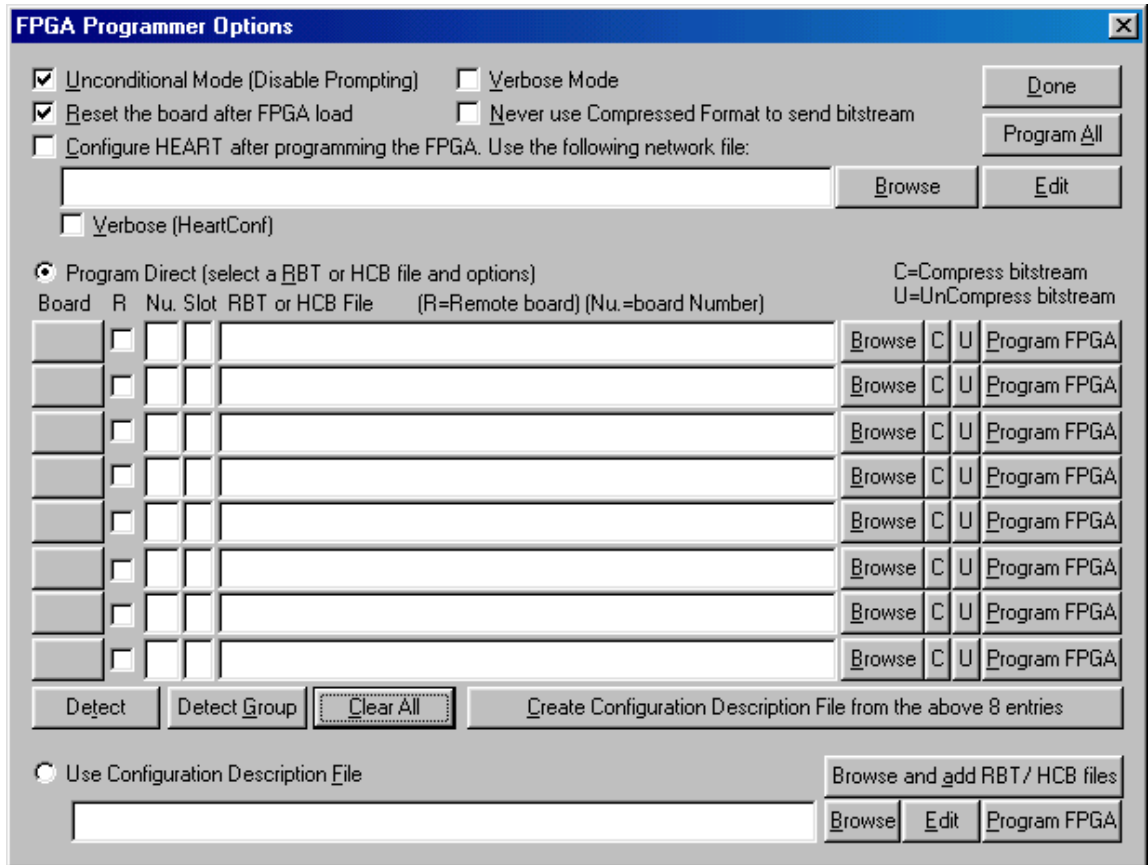 FPGA Programmer Options
Unconditional Mode (Disable Prompting) Verbose Mode Done
Reset the board after FPGA load Never use Compressed Format to send bitstream
Configure HEART after programming the FPGA. Use the following network file: Program All
Browse Edit
Verbose (HeartConf)
Program Direct (select a RBT or HCB file and options) C=Compress bitstream
Board R Nu. Slot RBT or HCB File (R=Remote board) (Nu.=board Number) U=UnCompress bitstream
Browse C U Program FPGA
Browse C U Program FPGA
Browse C U Program FPGA
Browse C U Program FPGA
Browse C U Program FPGA
Browse C U Program FPGA
Browse C U Program FPGA
Browse C U Program FPGA
Detect Detect Group Clear All Create Configuration Description File from the above 8 entries
Use Configuration Description File Browse and add RBT / HCB files
Browse Edit Program FPGA